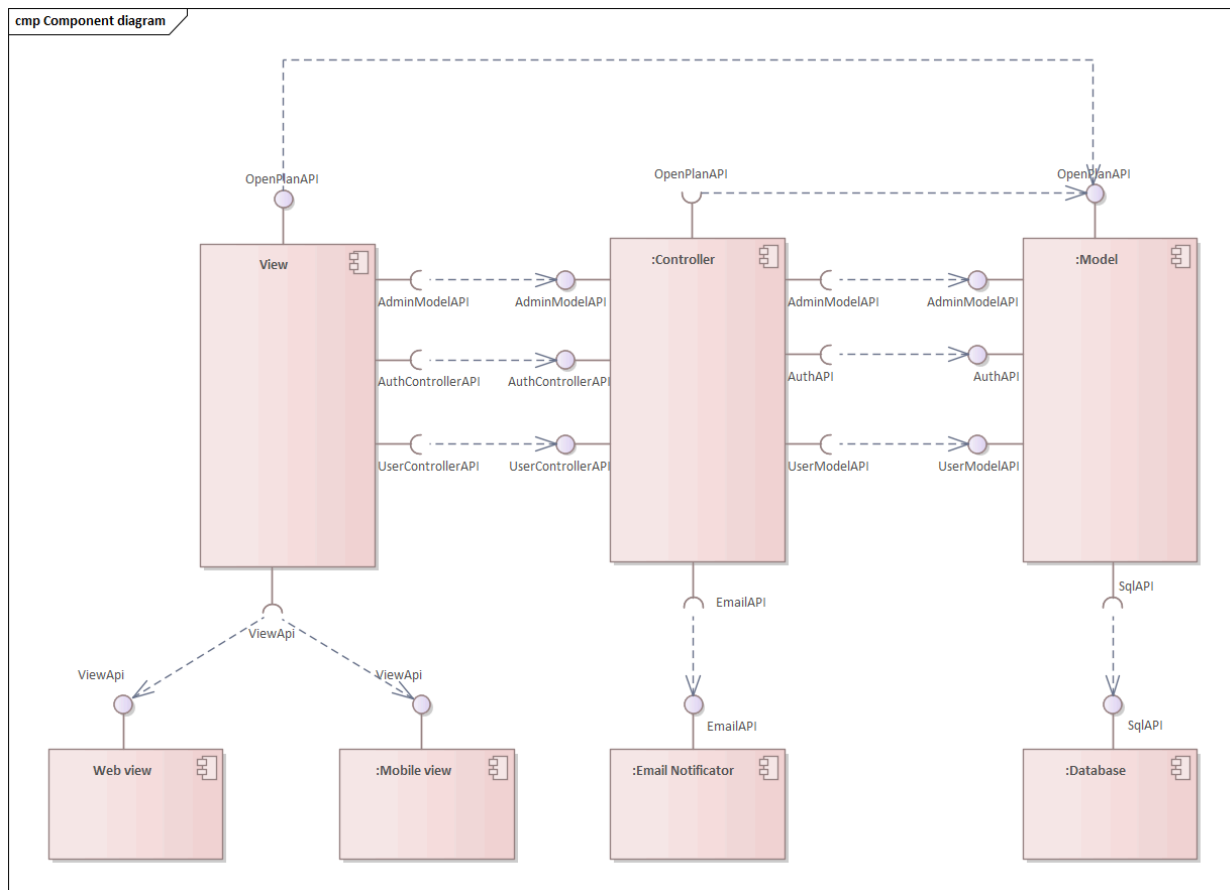 cmp Component diagram
OpenPlanAPI
OpenPlanAPI
OpenPlanAPI
View
:Controller
:Model
AdminModelAPI
AdminModelAPI
AdminModelAPI
AdminModelAPI
AuthControllerAPI
AuthControllerAPI
AuthAPI
AuthAPI
UserControllerAPI
UserControllerAPI
UserModelAPI
UserModelAPI
SqlAPI
EmailAPI
ViewApi
ViewApi
ViewApi
EmailAPI
SqlAPI
Web view
:Mobile view
:Email Notificator
:Database